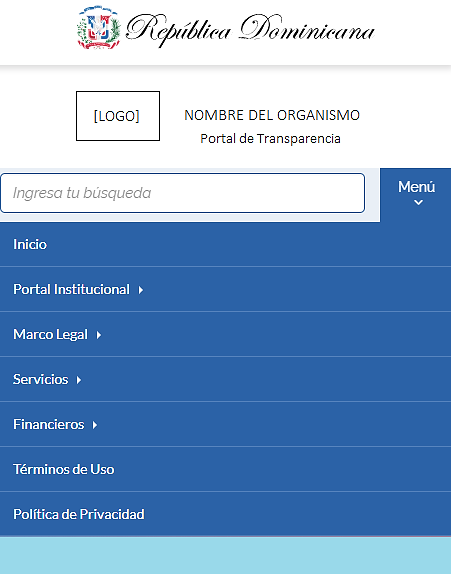 República Dominicana
[LOGO]
NOMBRE DEL ORGANISMO
Portal de Transparencia
Ingresa tu búsqueda
Menú
Inicio
Portal Institucional
Marco Legal
Servicios
Financieros
Términos de Uso
Política de Privacidad